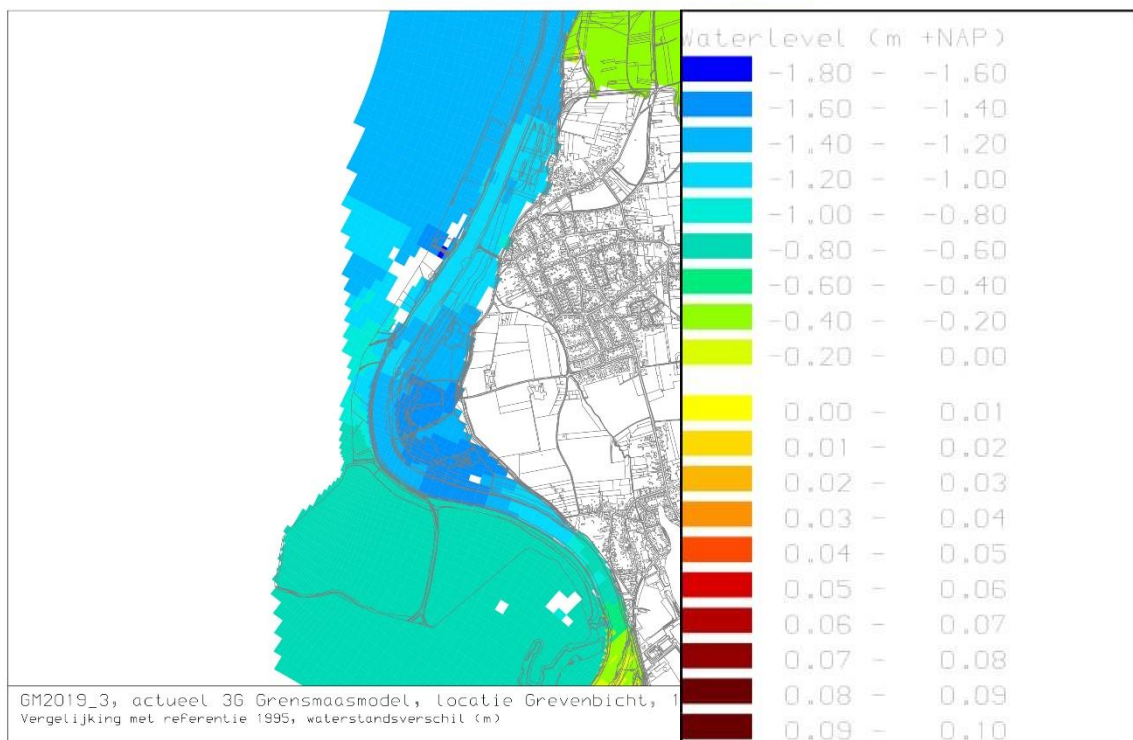 Waterlevel (m +NAP)
-1.80 - -1.60
-1.60 - -1.40
-1.40 - -1.20
-1.20 - -1.00
-1.00 - -0.80
-0.80 - -0.60
-0.60 - -0.40
-0.40 - -0.20
-0.20 - 0.00
0.00 - 0.01
0.01 - 0.02
0.02 - 0.03
0.03 - 0.04
0.04 - 0.05
0.05 - 0.06
0.06 - 0.07
0.07 - 0.08
0.08 - 0.09
0.09 - 0.10
GM2019_3, actueel 3G Grensmaasmodel, locatie Grevenbicht, 1
Vergelijking met referentie 1995, waterstandsverschil (m)